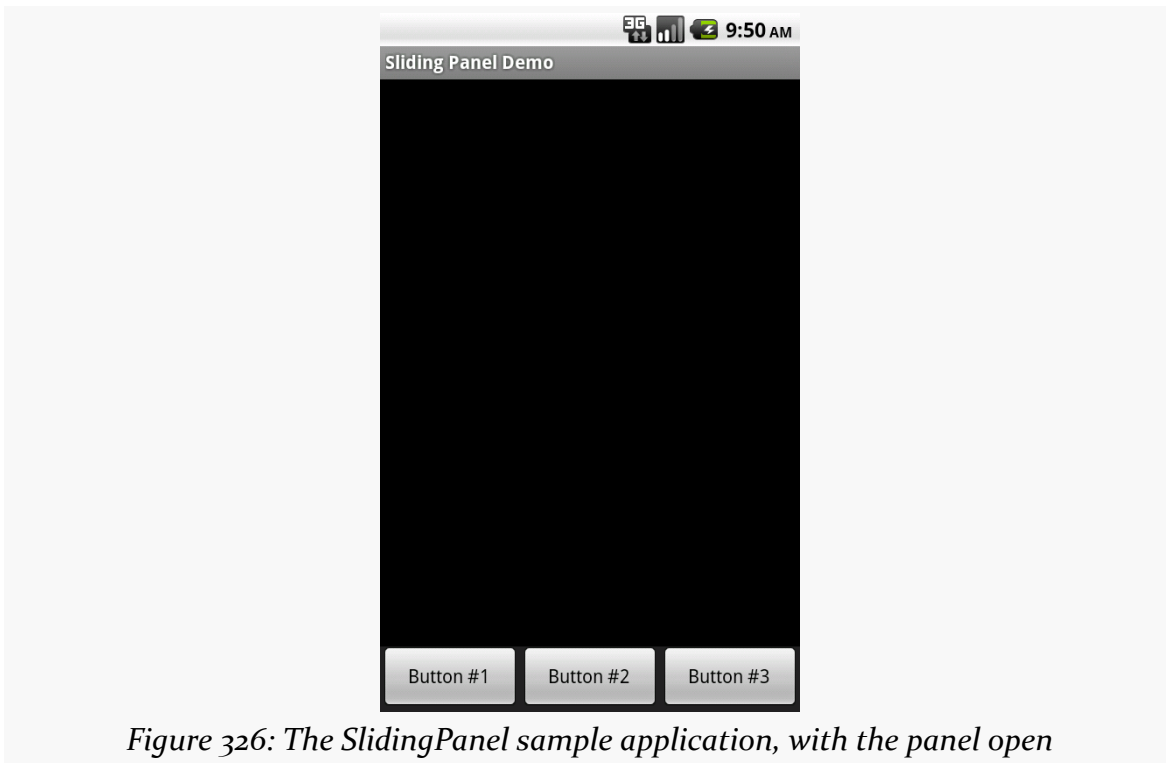 3G 9:50 AM
Sliding Panel Demo
Button #1 Button #2 Button #3
Figure 326: The SlidingPanel sample application, with the panel open